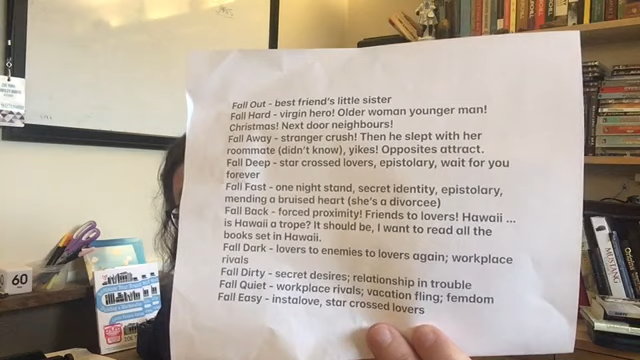 Fall Out - best friend's little sister
Fall Hard - virgin hero! Older woman younger man!
Christmas! Next door neighbours!
Fall Away - stranger crush! Then he slept with her
roommate (didn't know), yikes! Opposites attract.
Fall Deep - star crossed lovers, epistolary, wait for you
forever
Fall Fast - one night stand, secret identity, epistolary,
mending a bruised heart (she's a divorcee)
Fall Back - forced proximity! Friends to lovers! Hawaii ...
is Hawaii a trope? It should be, I want to read all the
books set in Hawaii.
Fall Dark - lovers to enemies to lovers again; workplace
rivals
Fall Dirty - secret desires; relationship in trouble
Fall Quiet - workplace rivals; vacation fling; femdom
Fall Easy - instalove, star crossed lovers
60
MUSTANG